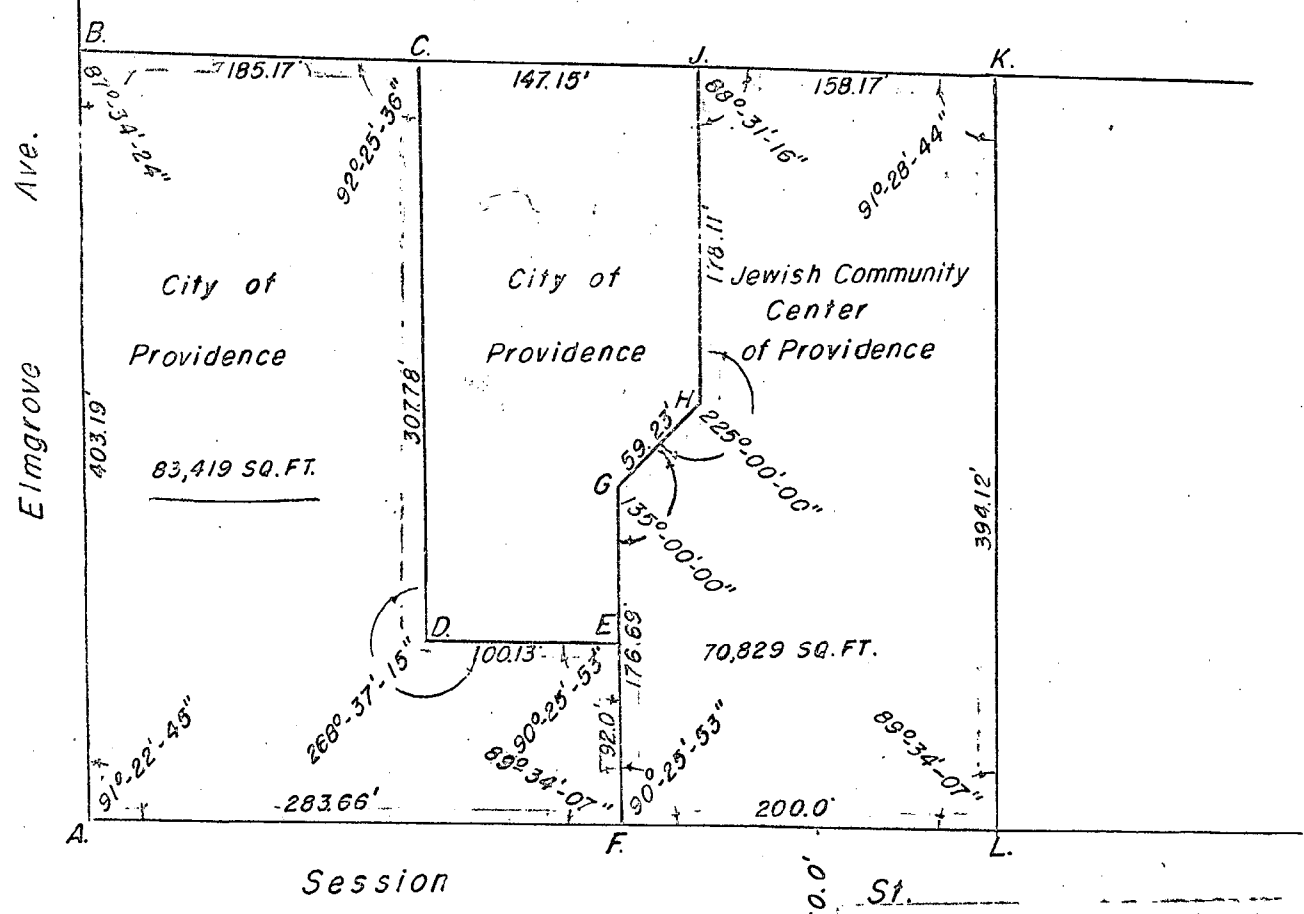 B.
C.
J.
K.
185.17'
147.15'
158.17'
87°-34'-24"
92°-25'-36"
88°-31'-16"
91°-28'-44"
Elmgrove Ave.
City of
Providence
City of
Providence
Jewish Community
Center
of Providence
178.11'
403.19'
307.78'
83,419 SQ.FT.
H
59.23'
G
225°-00'-00"
135°-00'-00"
394.12'
D.
E
100.13'
176.69'
70,829 SQ.FT.
268°-37'-15"
90°-25'-53"
92.0'
91°-22'-45"
89°-34'-07"
90°-25'-53"
89°-34'-07"
283.66'
200.0'
A.
F.
L.
Session
St.